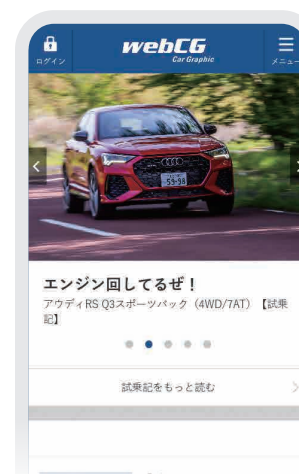 webCG
Car Graphic
ログイン
メニュー
59-98
エンジン回してるぜ！
アウディRS Q3スポーツバック（4WD/7AT）【試乗
記】
試乗記をもっと読む